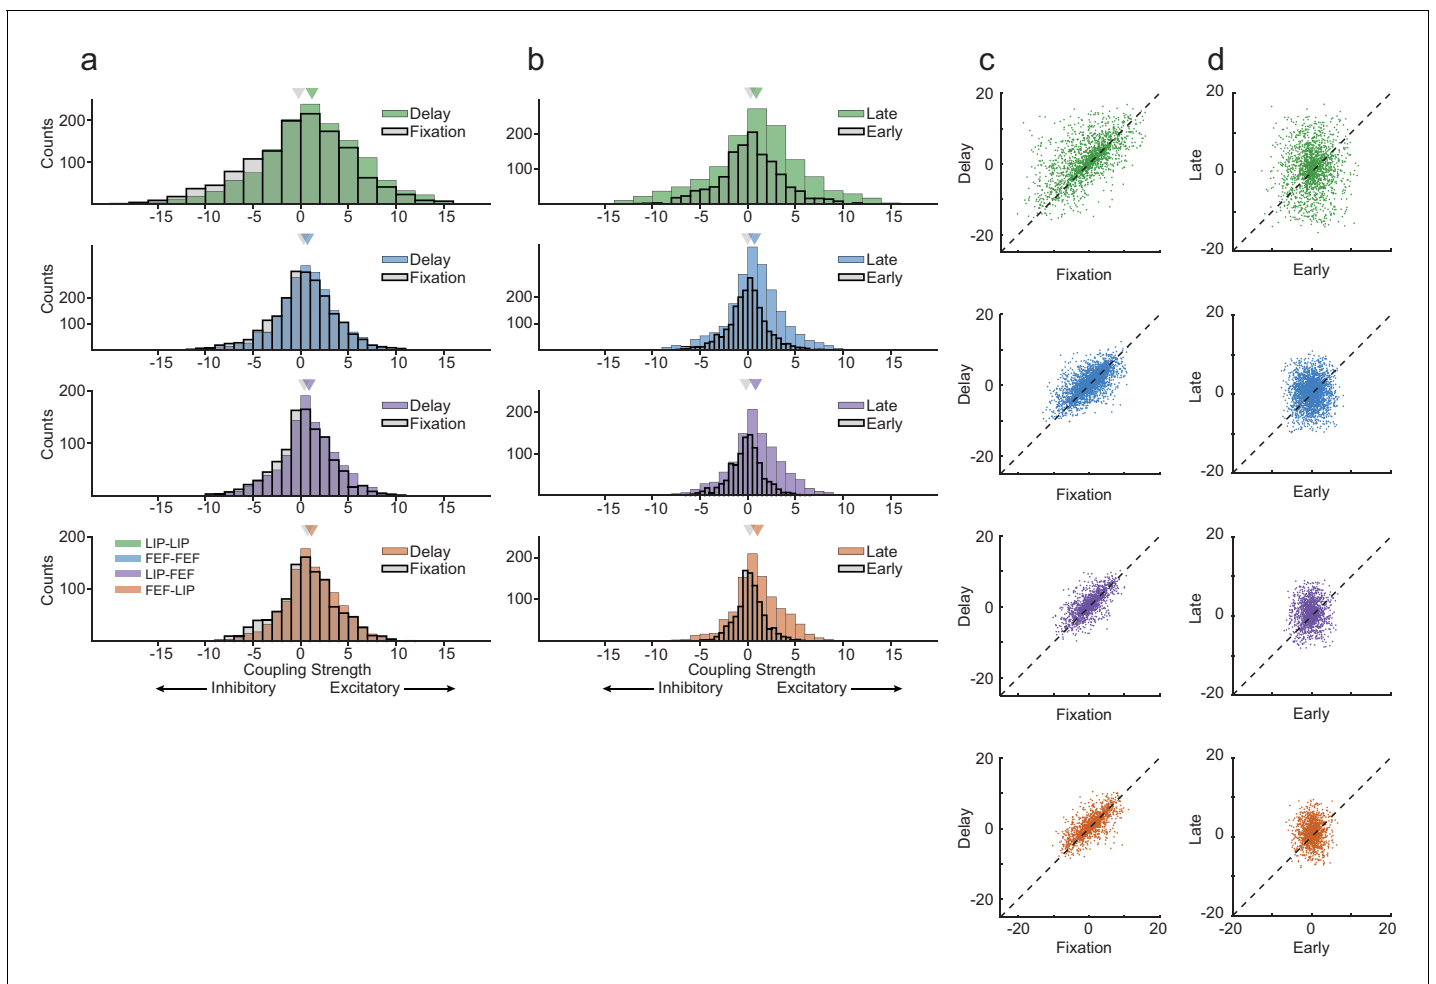 a
Counts
200
100
Delay
Fixation
-15 -10 -5 0 5 10 15
Counts
200
100
Delay
Fixation
-15 -10 -5 0 5 10 15
Counts
200
100
Delay
Fixation
-15 -10 -5 0 5 10 15
Counts
200
100
LIP-LIP
FEF-FEF
LIP-FEF
FEF-LIP
Delay
Fixation
-15 -10 -5 0 5 10 15
Coupling Strength
Inhibitory Excitatory
b
200
100
Late
Early
-15 -10 -5 0 5 10 15
200
100
Late
Early
-15 -10 -5 0 5 10 15
200
100
Late
Early
-15 -10 -5 0 5 10 15
200
100
Late
Early
-15 -10 -5 0 5 10 15
Coupling Strength
Inhibitory Excitatory
c
20
Delay
0
-20
Fixation
20
Delay
0
-20
Fixation
20
Delay
0
-20
Fixation
20
Delay
0
-20
-20 0 20
Fixation
d
20
Late
0
-20
Early
20
Late
0
-20
Early
20
Late
0
-20
Early
20
Late
0
-20
-20 0 20
Early